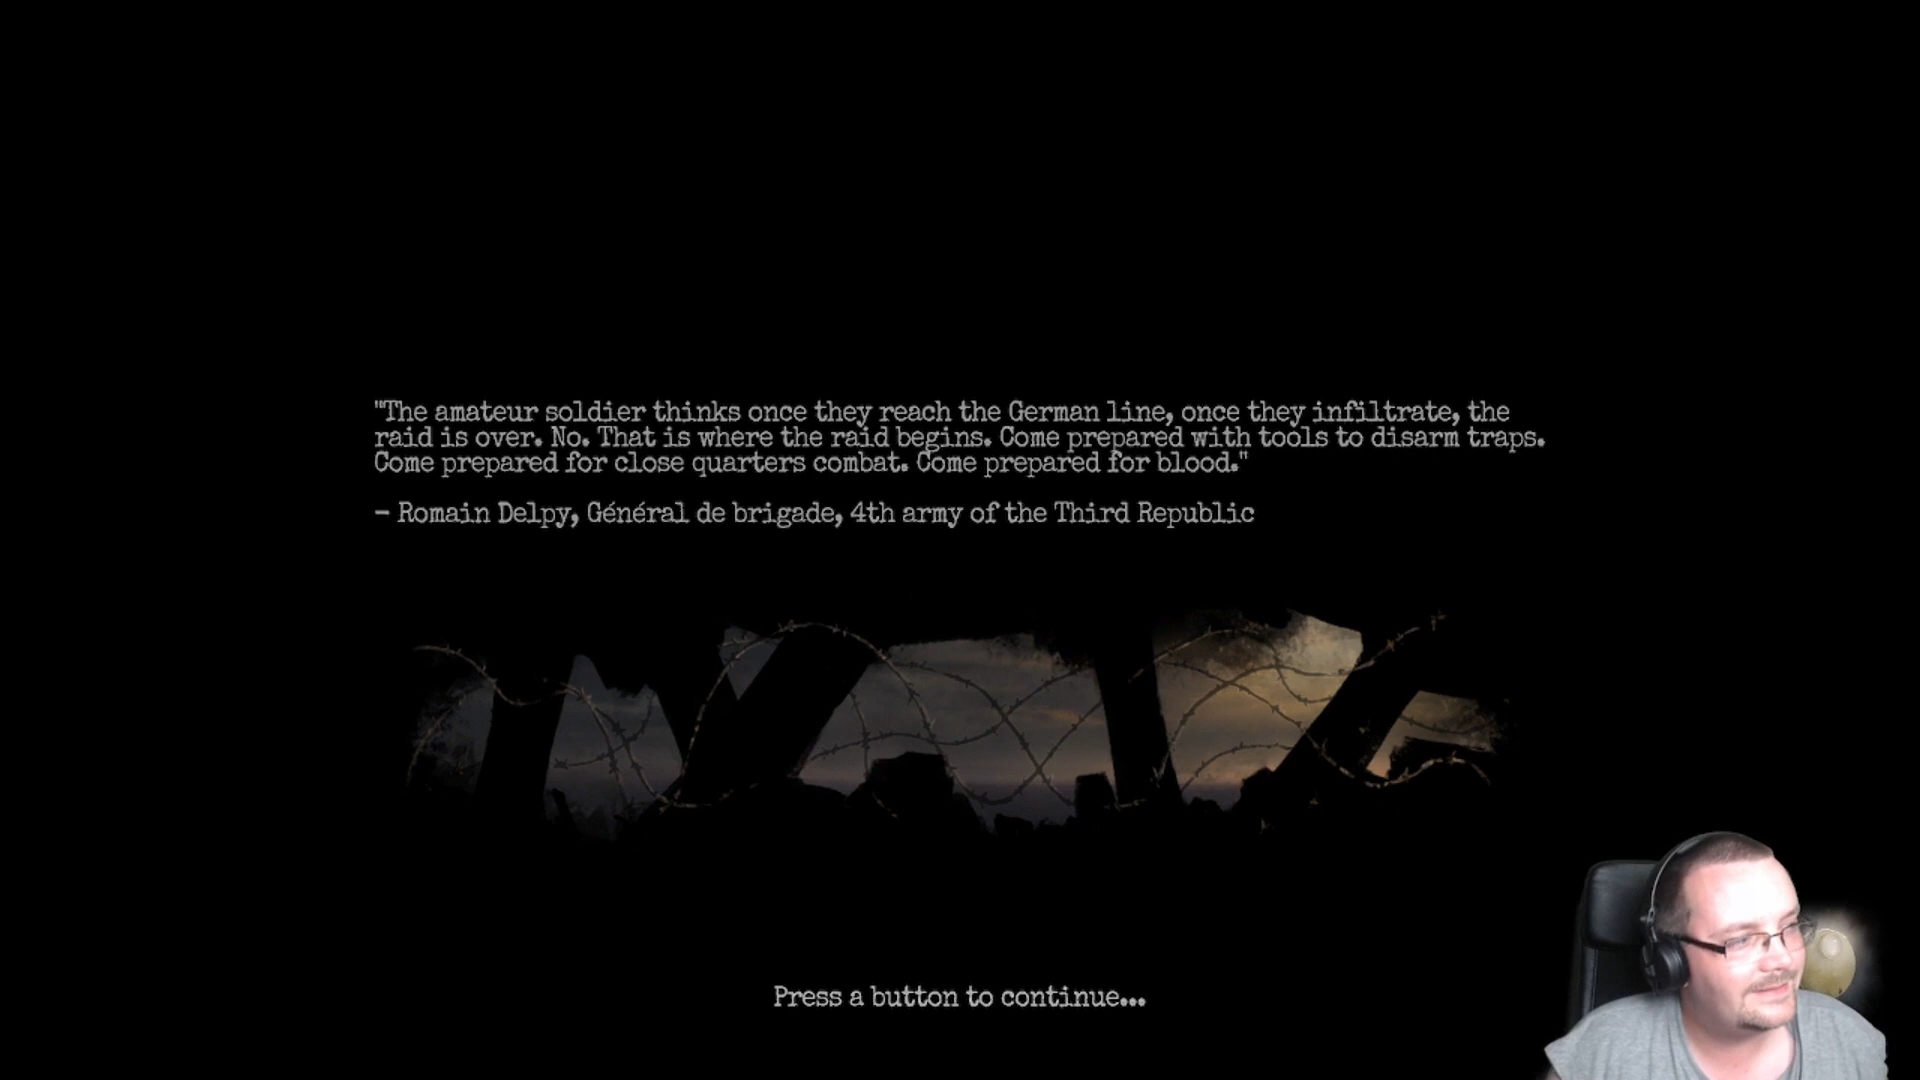 "The amateur soldier thinks once they reach the German line, once they infiltrate, the
raid is over. No. That is where the raid begins. Come prepared with tools to disarm traps.
Come prepared for close quarters combat. Come prepared for blood."
- Romain Delpy, Général de brigade, 4th army of the Third Republic
Press a button to continue...